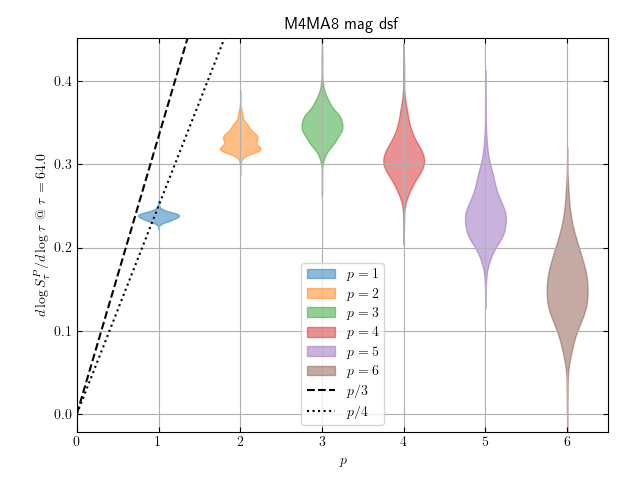 M4MA8 mag dsf
d log S_τ^P / d log τ @ τ = 64.0
0.4
0.3
0.2
0.1
0.0
p = 1
p = 2
p = 3
p = 4
p = 5
p = 6
p/3
p/4
0 1 2 3 4 5 6
p